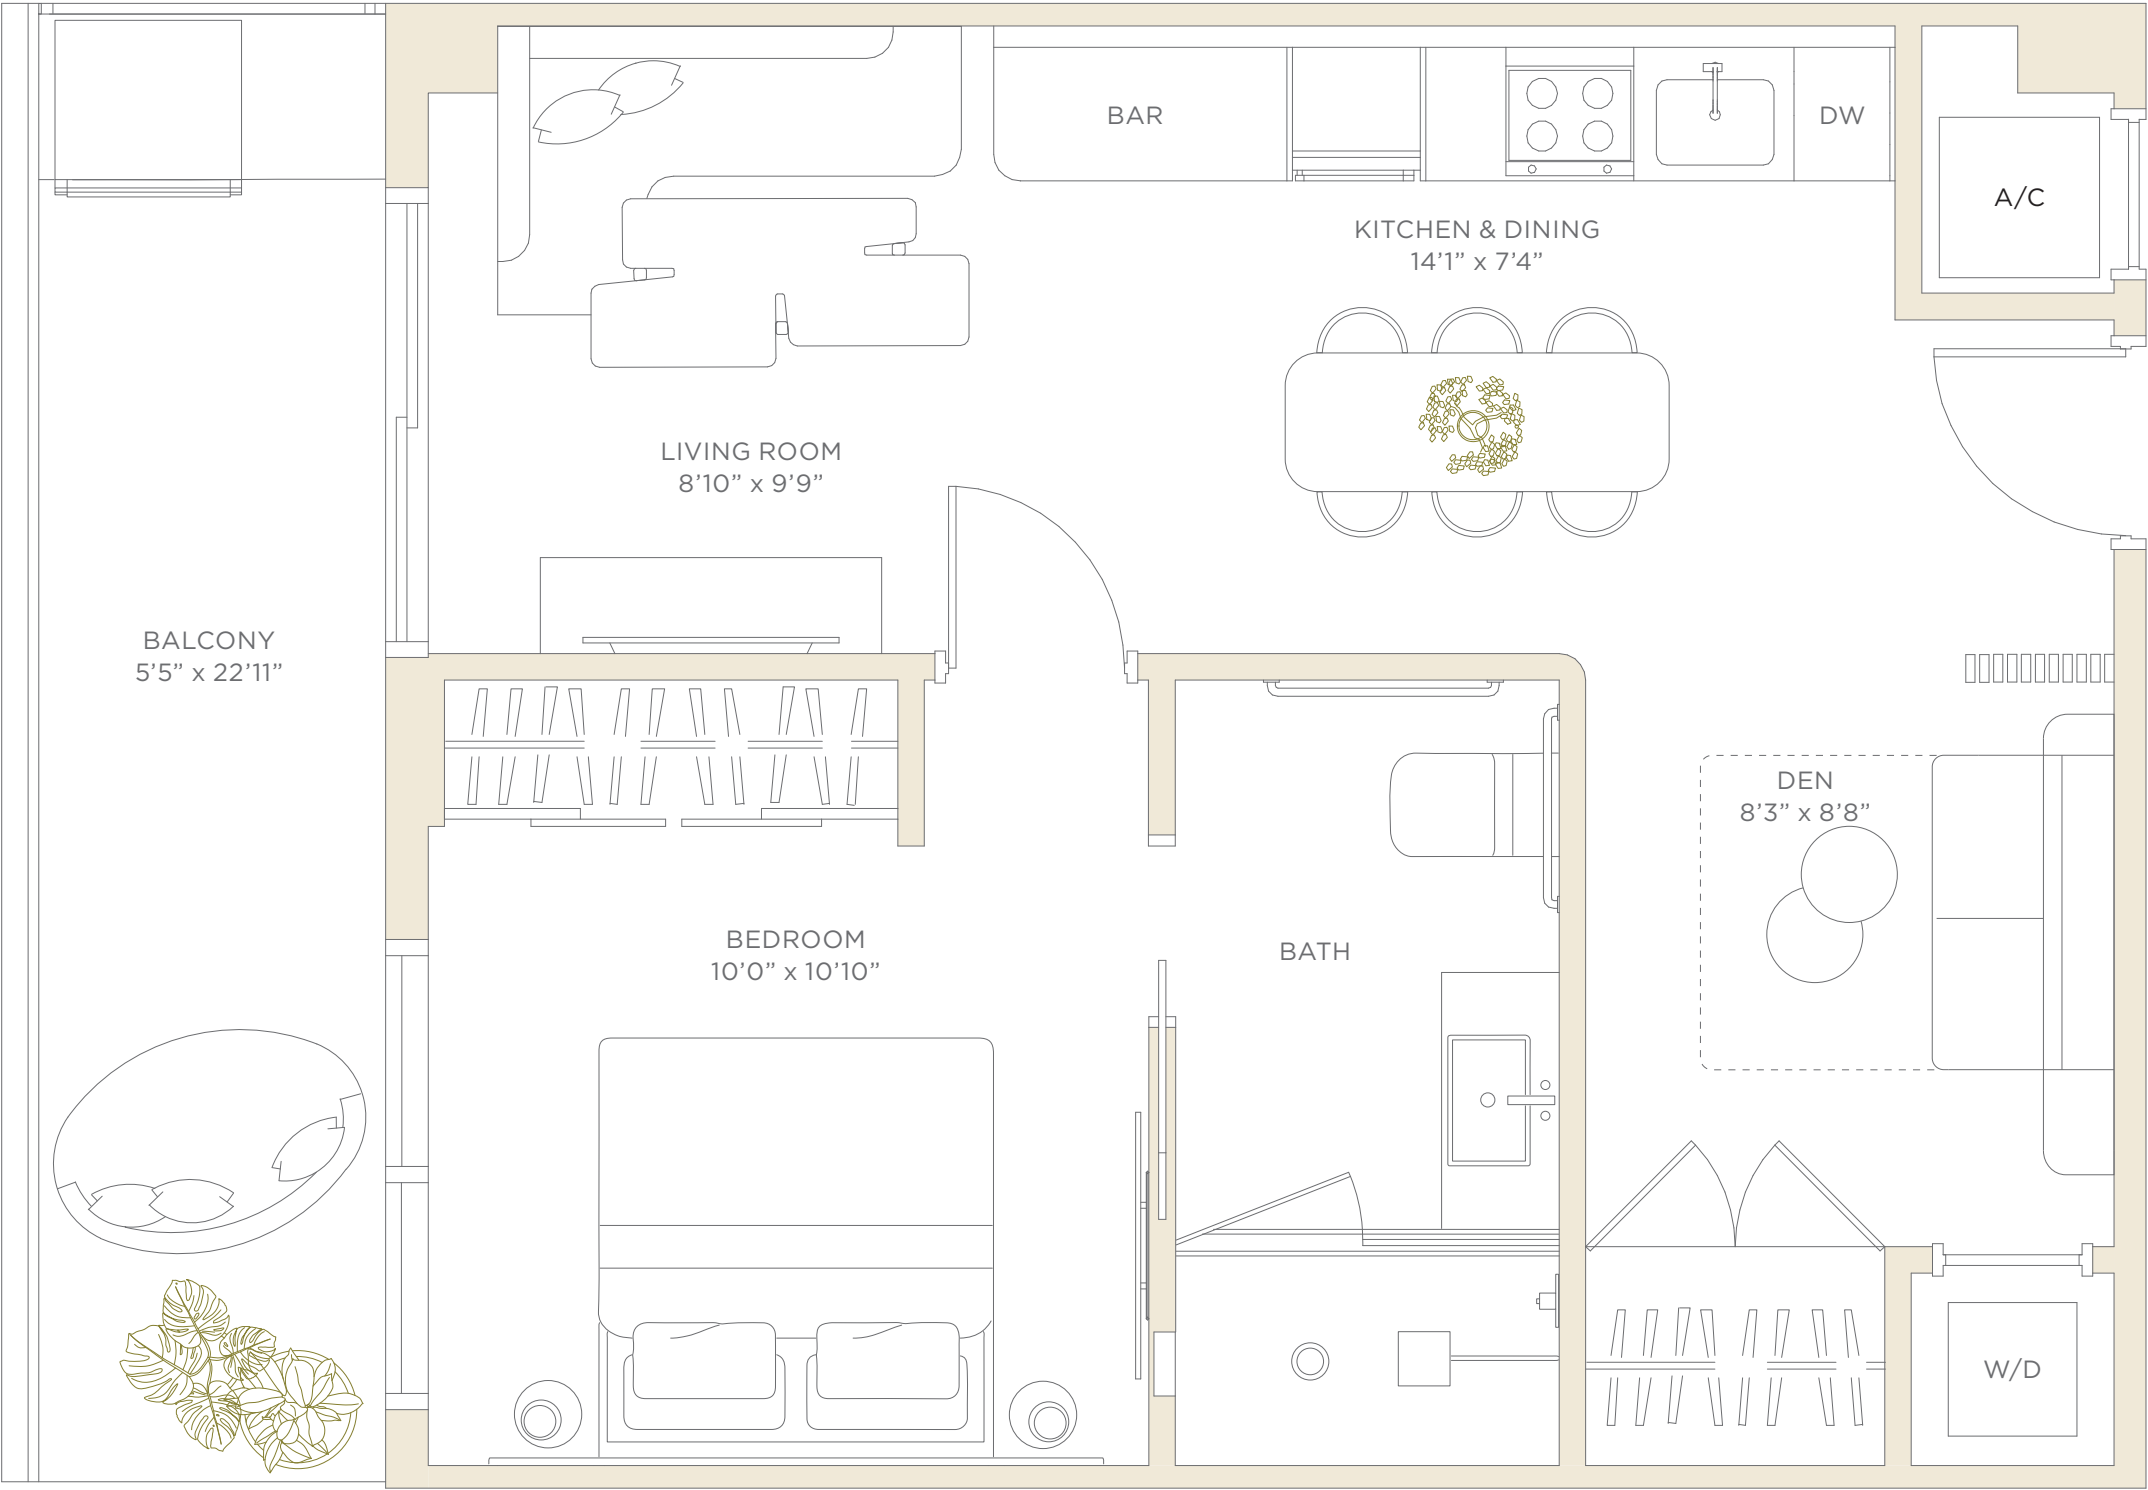 BAR
DW
A/C
KITCHEN & DINING
14’1” x 7’4”
LIVING ROOM
8’10” x 9’9”
BALCONY
5’5” x 22’11”
DEN
8’3” x 8’8”
BEDROOM
10’0” x 10’10”
BATH
W/D